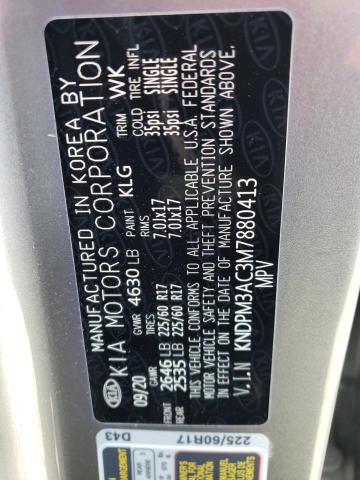 MANUFACTURED IN KOREA BY
KIA KIA MOTORS CORPORATION
09/20 GVWR 4630 LB PAINT KLG TRIM WK
GAWR TIRE RIMS COLD TIRE INFL
FRONT 2646 LB 225/60 R17 7.0Jx17 35psi SINGLE
REAR 2535 LB 225/60 R17 7.0Jx17 35psi SINGLE
THIS VEHICLE CONFORMS TO ALL APPLICABLE U.S.A. FEDERAL
MOTOR VEHICLE SAFETY AND THEFT PREVENTION STANDARDS
IN EFFECT ON THE DATE OF MANUFACTURE SHOWN ABOVE.
V.I.N KNDPM3AC3M7880413
MPV
D43
225/60R17